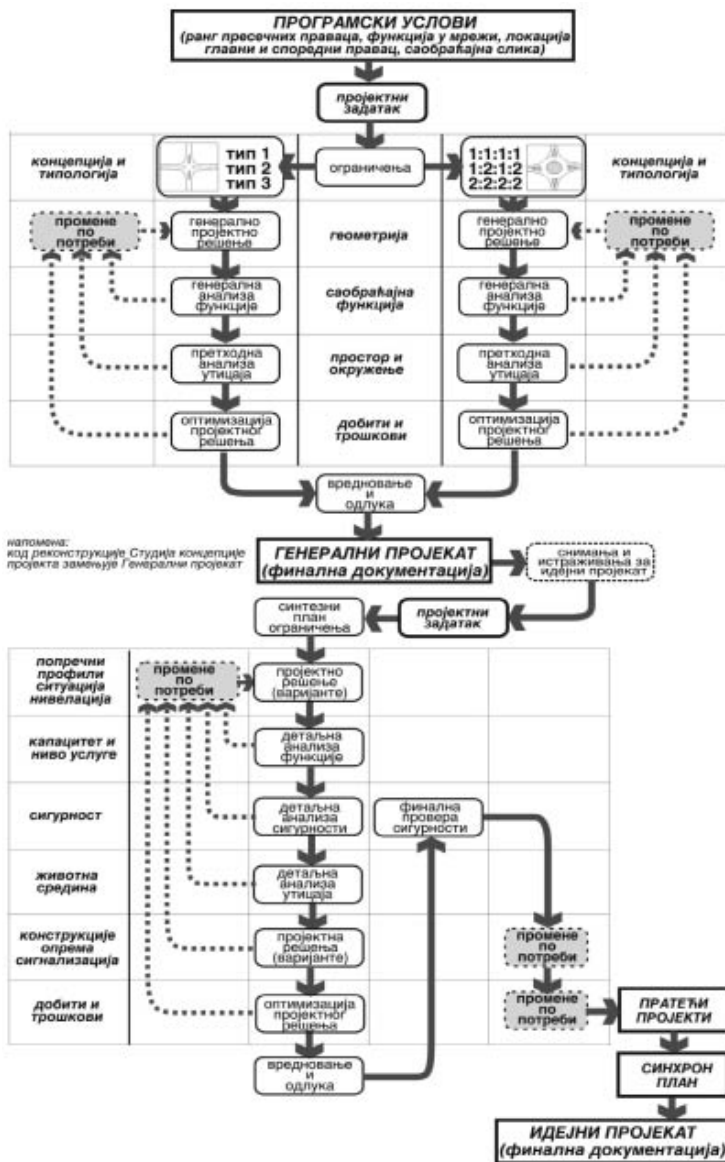 ПРОГРАМСКИ УСЛОВИ
(ранг пресечних праваца, функција у мрежи, локација
главни и споредни правац, саобраћајна слика)
пројектни
задатак
концепција и
типологија
тип 1
тип 2
тип 3
ограничења
1:1:1:1
1:2:1:2
2:2:2:2
концепција и
типологија
промене
по
потреби
генерално
пројектно
решење
геометрија
генерално
пројектно
решење
промене
по
потреби
генерална
анализа
функције
саобраћајна
функција
генерална
анализа
функције
претходна
анализа
утицаја
простор и
окружење
претходна
анализа
утицаја
оптимизација
пројектног
решења
добити и
трошкови
оптимизација
пројектног
решења
вредновање
и
одлука
напомена:
код реконструкције Студија концепције
пројекта замењује Генерални пројекат
ГЕНЕРАЛНИ ПРОЈЕКАТ
(финална документација)
снимања и
истраживања за
идејни пројекат
синтезни
план
ограничења
пројектни
задатак
попречни
профили
ситуација
нивелација
промене
по
потреби
пројектно
решење
(варијанте)
капацитет и
ниво услуге
детаљна
анализа
функције
сигурност
детаљна
анализа
сигурности
финална
провера
сигурности
животна
средина
детаљна
анализа
утицаја
конструкције
опрема
сигнализација
пројектна
решења
(варијанте)
промене
по
потреби
добити и
трошкови
оптимизација
пројектног
решења
промене
по
потреби
ПРАТЕЋИ
ПРОЈЕКТИ
вредновање
и
одлука
СИНХРОН
ПЛАН
ИДЕЈНИ ПРОЈЕКАТ
(финална документација)